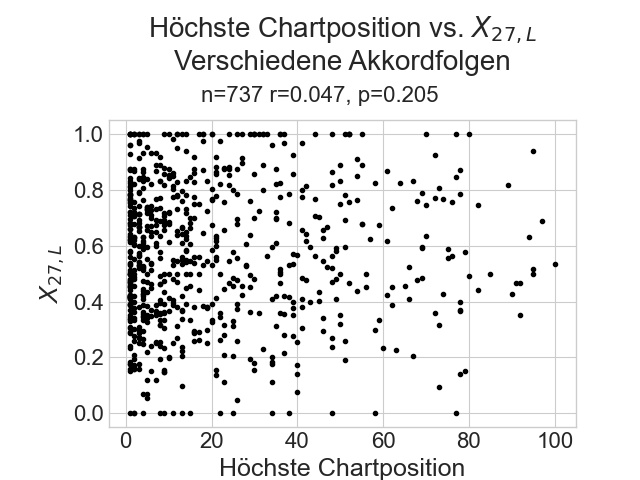 Höchste Chartposition vs. X₂₇,L
Verschiedene Akkordfolgen
n=737 r=0.047, p=0.205
1.0
0.8
0.6
0.4
0.2
0.0
X₂₇,L
0 20 40 60 80 100
Höchste Chartposition